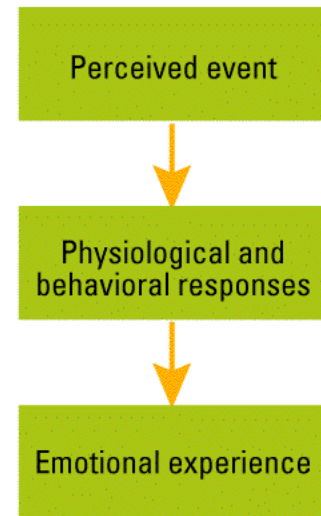 Perceived event
Physiological and
behavioral responses
Emotional experience